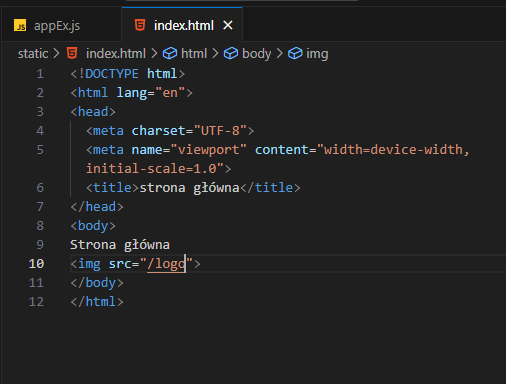 JS appEx.js
index.html ×
static > index.html > html > body > img
1 <!DOCTYPE html>
2 <html lang="en">
3 <head>
4 <meta charset="UTF-8">
5 <meta name="viewport" content="width=device-width,
initial-scale=1.0">
6 <title>strona główna</title>
7 </head>
8 <body>
9 Strona główna
10 <img src="/logo">
11 </body>
12 </html>